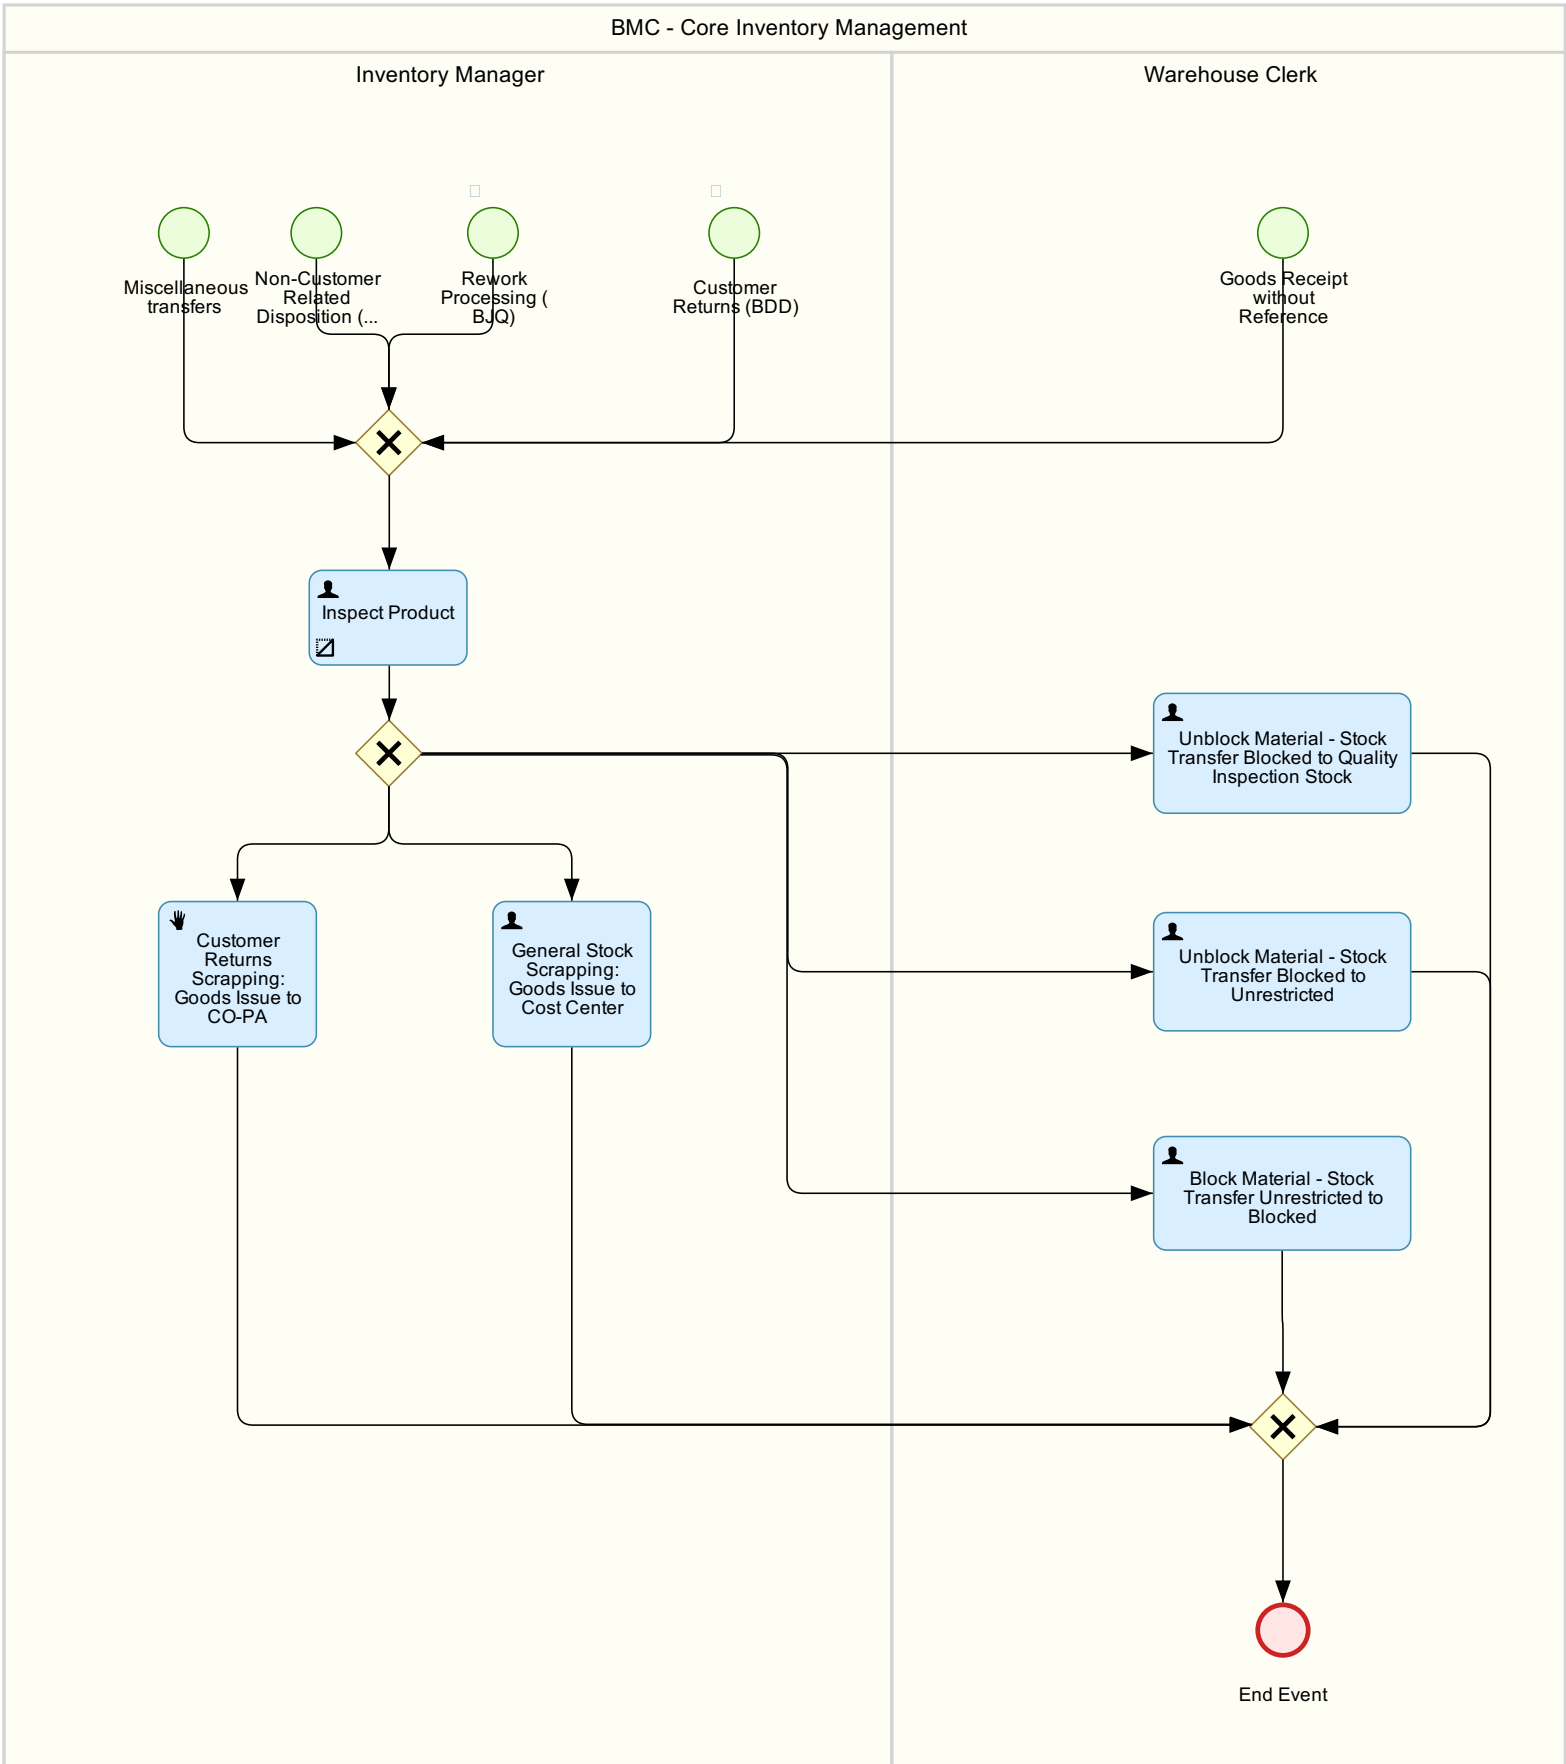 BMC - Core Inventory Management
Inventory Manager
Warehouse Clerk
Miscellaneous
transfers
Non-Customer
Related
Disposition (...
Rework
Processing (
BJQ)
Customer
Returns (BDD)
Goods Receipt
without
Reference
Inspect Product
Unblock Material - Stock
Transfer Blocked to Quality
Inspection Stock
Customer
Returns
Scrapping:
Goods Issue to
CO-PA
General Stock
Scrapping:
Goods Issue to
Cost Center
Unblock Material - Stock
Transfer Blocked to
Unrestricted
Block Material - Stock
Transfer Unrestricted to
Blocked
End Event